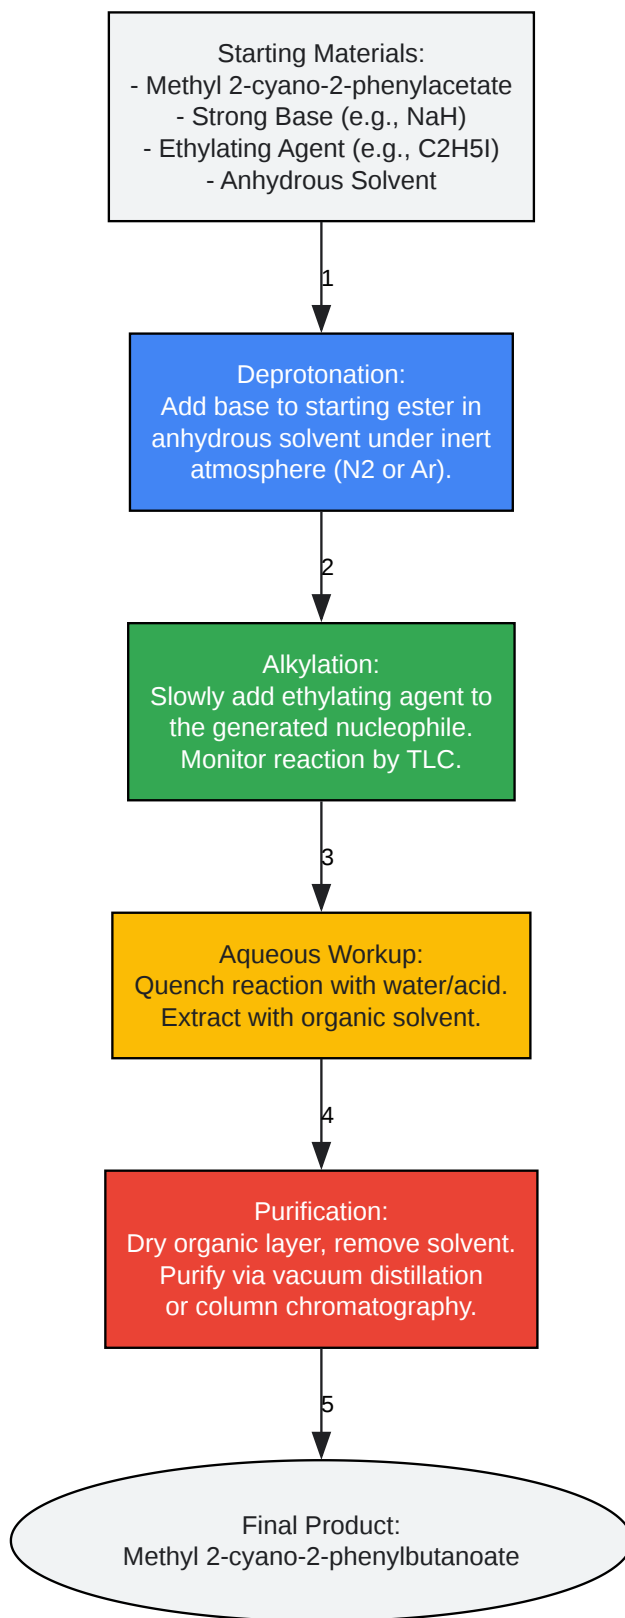 Starting Materials:
- Methyl 2-cyano-2-phenylacetate
- Strong Base (e.g., NaH)
- Ethylating Agent (e.g., C2H5I)
- Anhydrous Solvent
1
Deprotonation:
Add base to starting ester in
anhydrous solvent under inert
atmosphere (N2 or Ar).
2
Alkylation:
Slowly add ethylating agent to
the generated nucleophile.
Monitor reaction by TLC.
3
Aqueous Workup:
Quench reaction with water/acid.
Extract with organic solvent.
4
Purification:
Dry organic layer, remove solvent.
Purify via vacuum distillation
or column chromatography.
5
Final Product:
Methyl 2-cyano-2-phenylbutanoate